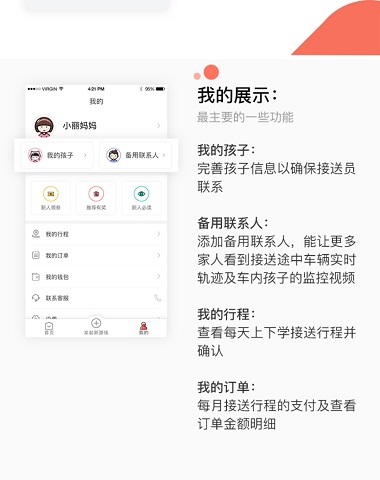 VIRGIN
4:21 PM
95%
我的
小丽妈妈
我的孩子
备用联系人
新人领券
推荐有奖
新人必读
我的行程
我的订单
我的钱包
联系客服
首页
发起新路线
我的
我的展示：
最主要的一些功能
我的孩子：
完善孩子信息以确保接送员
联系
备用联系人：
添加备用联系人，能让更多
家人看到接送途中车辆实时
轨迹及车内孩子的监控视频
我的行程：
查看每天上下学接送行程并
确认
我的订单：
每月接送行程的支付及查看
订单金额明细